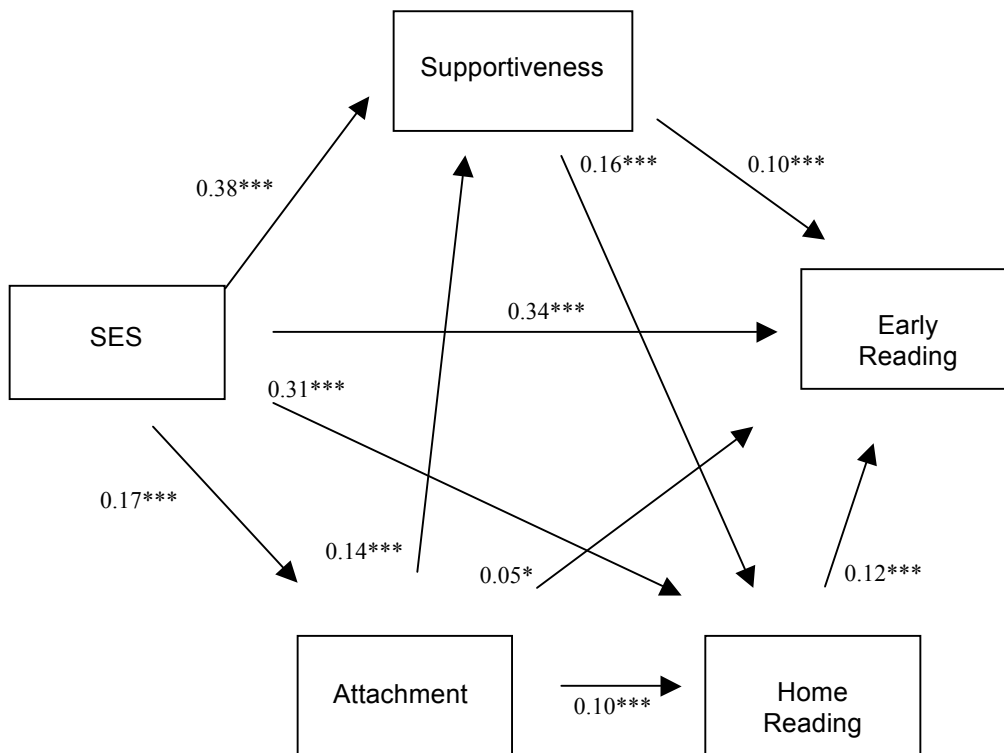 Supportiveness
0.16***
0.10***
0.38***
SES
0.34***
Early
Reading
0.31***
0.17***
0.14***
0.05*
0.12***
Attachment
0.10***
Home
Reading